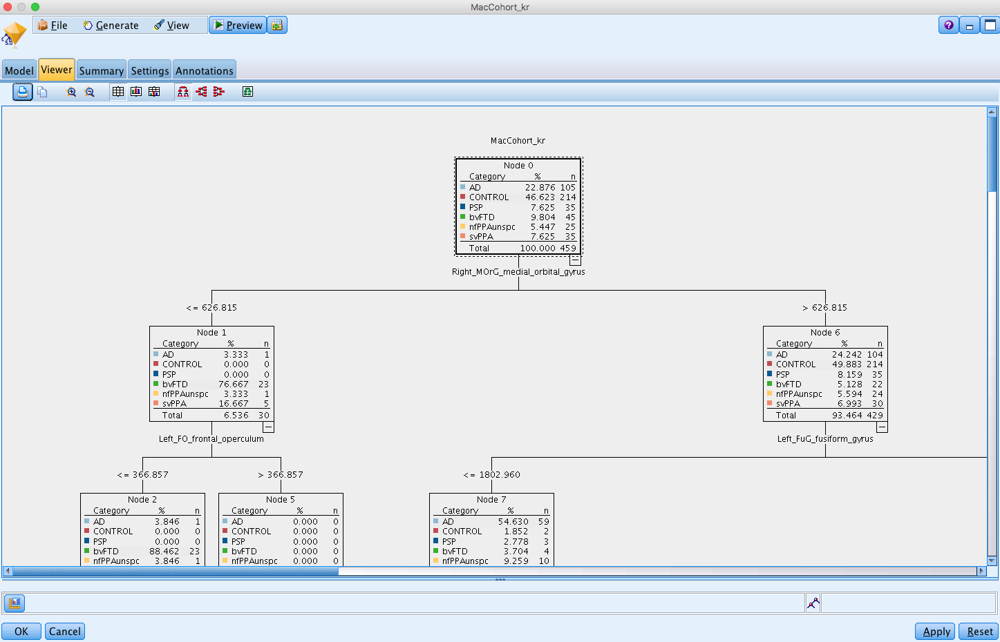 MacCohort_kr
File Generate View Preview
Model Viewer Summary Settings Annotations
MacCohort_kr
Node 0
Category % n
AD 22.876 105
CONTROL 46.623 214
PSP 7.625 35
bvFTD 9.804 45
nfPPAunspc 5.447 25
svPPA 7.625 35
Total 100.000 459
Right_MOrG_medial_orbital_gyrus
<= 626.815
> 626.815
Node 1
Category % n
AD 3.333 1
CONTROL 0.000 0
PSP 0.000 0
bvFTD 76.667 23
nfPPAunspc 3.333 1
svPPA 16.667 5
Total 6.536 30
Node 6
Category % n
AD 24.242 104
CONTROL 49.883 214
PSP 8.159 35
bvFTD 5.128 22
nfPPAunspc 5.594 24
svPPA 6.993 30
Total 93.464 429
Left_FO_frontal_operculum
Left_FuG_fusiform_gyrus
<= 366.857
> 366.857
<= 1802.960
Node 2
Category % n
AD 3.846 1
CONTROL 0.000 0
PSP 0.000 0
bvFTD 88.462 23
nfPPAunspc 3.846 1
Node 5
Category % n
AD 0.000 0
CONTROL 0.000 0
PSP 0.000 0
bvFTD 0.000 0
nfPPAunspc 0.000 0
Node 7
Category % n
AD 54.630 59
CONTROL 1.852 2
PSP 2.778 3
bvFTD 3.704 4
nfPPAunspc 9.259 10
OK Cancel Apply Reset